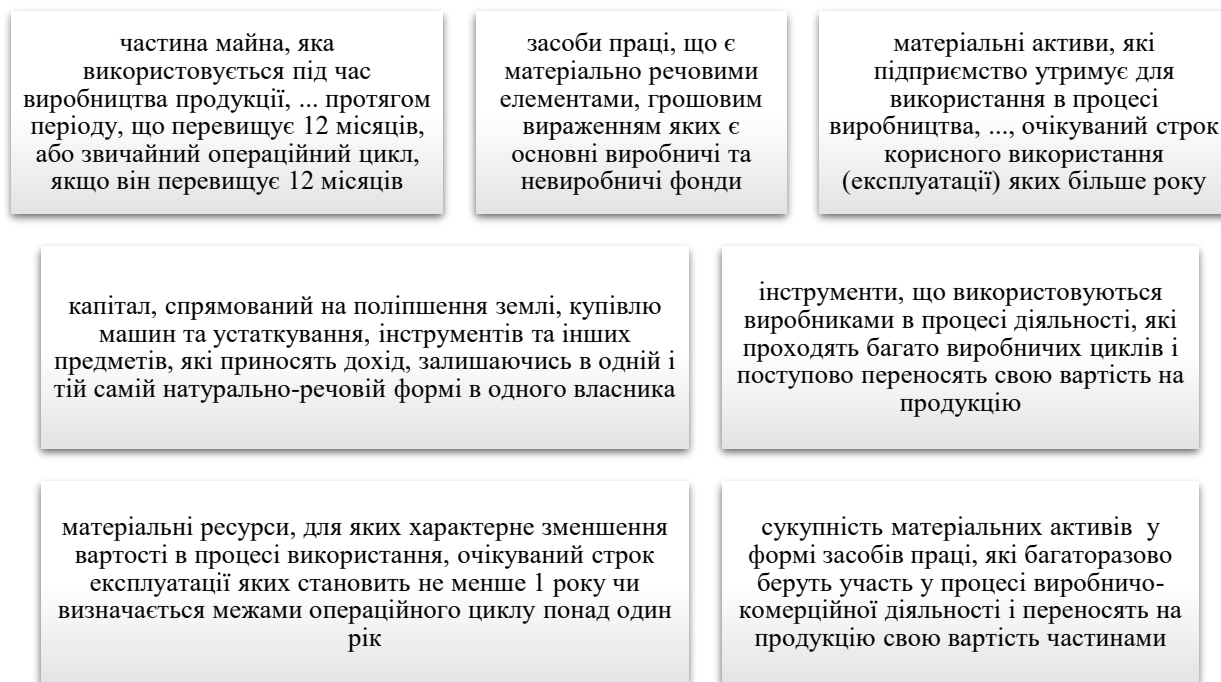 частина майна, яка
використовується під час
виробництва продукції, ... протягом
періоду, що перевищує 12 місяців,
або звичайний операційний цикл,
якщо він перевищує 12 місяців
засоби праці, що є
матеріально речовими
елементами, грошовим
вираженням яких є
основні виробничі та
невиробничі фонди
матеріальні активи, які
підприємство утримує для
використання в процесі
виробництва, ..., очікуваний строк
корисного використання
(експлуатації) яких більше року
капітал, спрямований на поліпшення землі, купівлю
машин та устаткування, інструментів та інших
предметів, які приносять дохід, залишаючись в одній і
тій самій натурально-речовій формі в одного власника
інструменти, що використовуються
виробниками в процесі діяльності, які
проходять багато виробничих циклів і
поступово переносять свою вартість на
продукцію
матеріальні ресурси, для яких характерне зменшення
вартості в процесі використання, очікуваний строк
експлуатації яких становить не менше 1 року чи
визначається межами операційного циклу понад один
рік
сукупність матеріальних активів у
формі засобів праці, які багаторазово
беруть участь у процесі виробничо-
комерційної діяльності і переносять на
продукцію свою вартість частинами